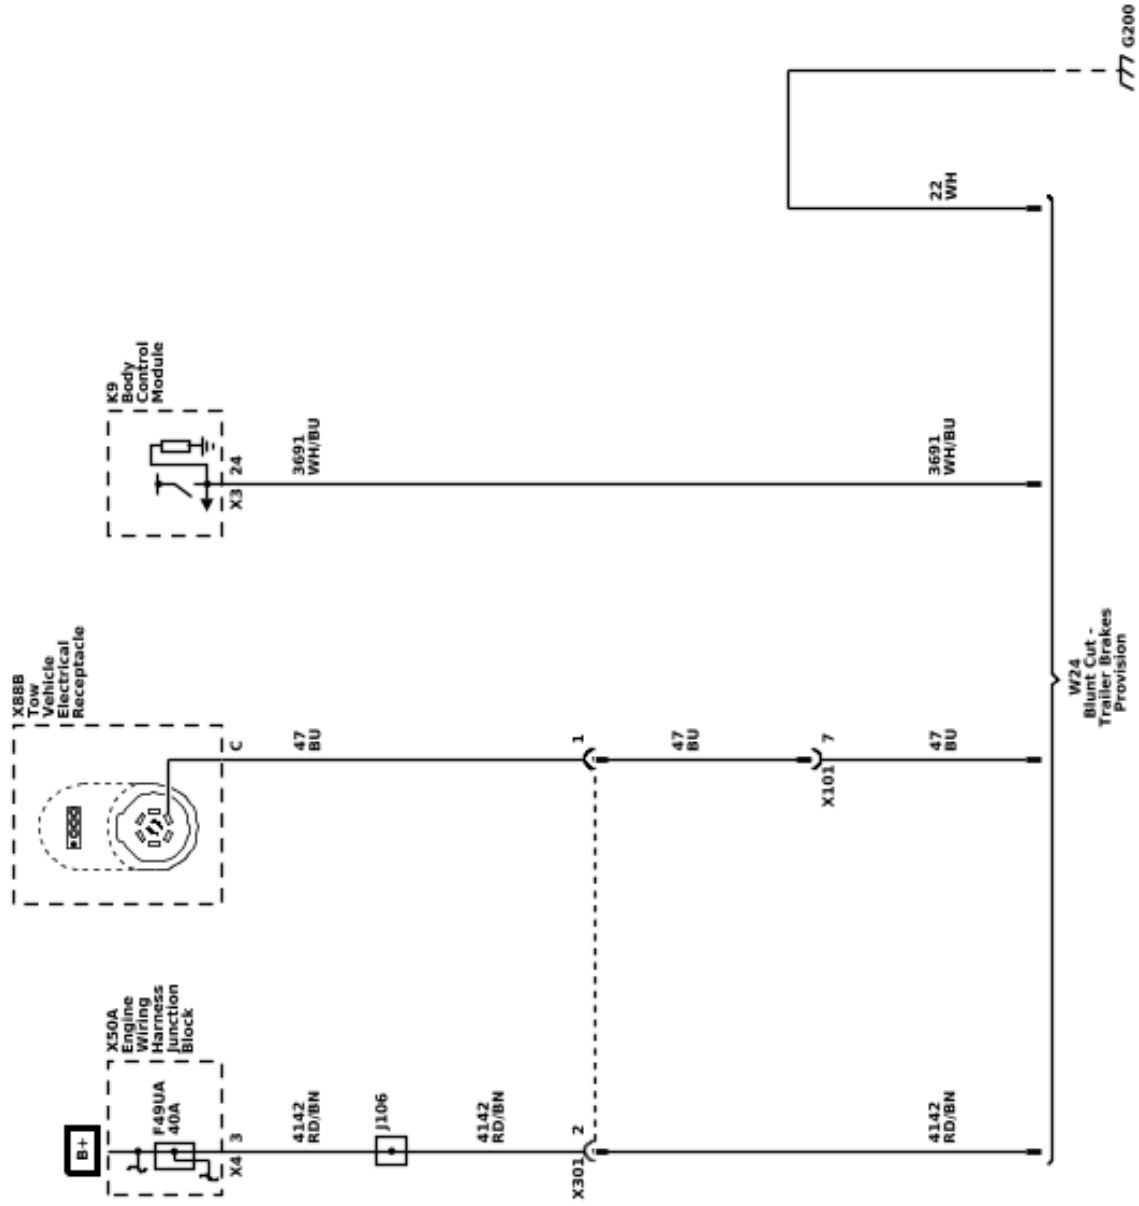 B+
X50A
Engine
Wiring
Harness
Junction
Block
F49UA
40A
X4
3
4142
RD/BN
J106
4142
RD/BN
X301
2
4142
RD/BN
X88B
Tow
Vehicle
Electrical
Receptacle
C
47
BU
1
47
BU
X101
7
47
BU
K9
Body
Control
Module
X3
24
3691
WH/BU
3691
WH/BU
22
WH
G200
W24
Blunt Cut -
Trailer Brakes
Provision